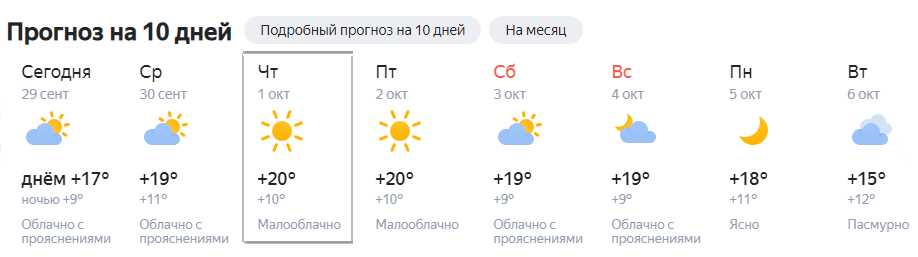 Прогноз на 10 дней
Подробный прогноз на 10 дней
На месяц
Сегодня
29 сент
днём +17°
ночью +9°
Облачно с
прояснениями
Ср
30 сент
+19°
+11°
Облачно с
прояснениями
Чт
1 окт
+20°
+10°
Малооблачно
Пт
2 окт
+20°
+10°
Малооблачно
Сб
3 окт
+19°
+9°
Облачно с
прояснениями
Вс
4 окт
+19°
+9°
Облачно с
прояснениями
Пн
5 окт
+18°
+11°
Ясно
Вт
6 окт
+15°
+12°
Пасмурно